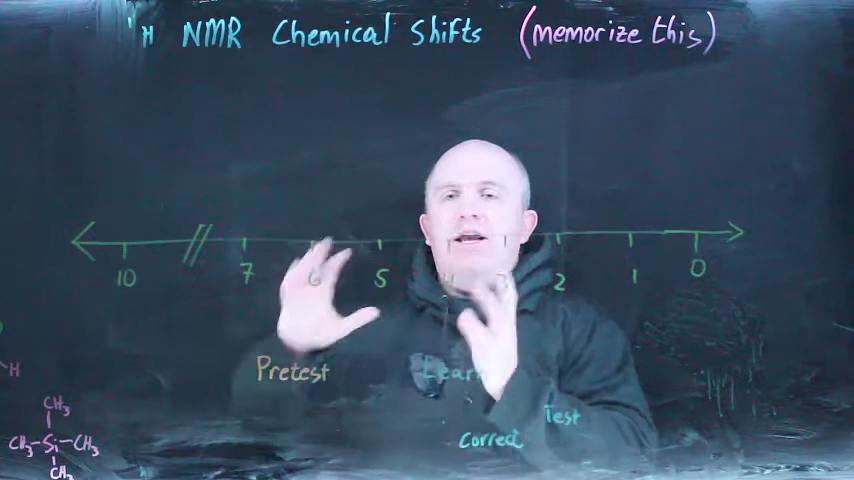 ¹H NMR Chemical Shifts (memorize this)
10 7 6 5 4 3 2 1 0
Pretest Learn
Test
Correct
H
CH₃
CH₃-Si-CH₃
CH₃